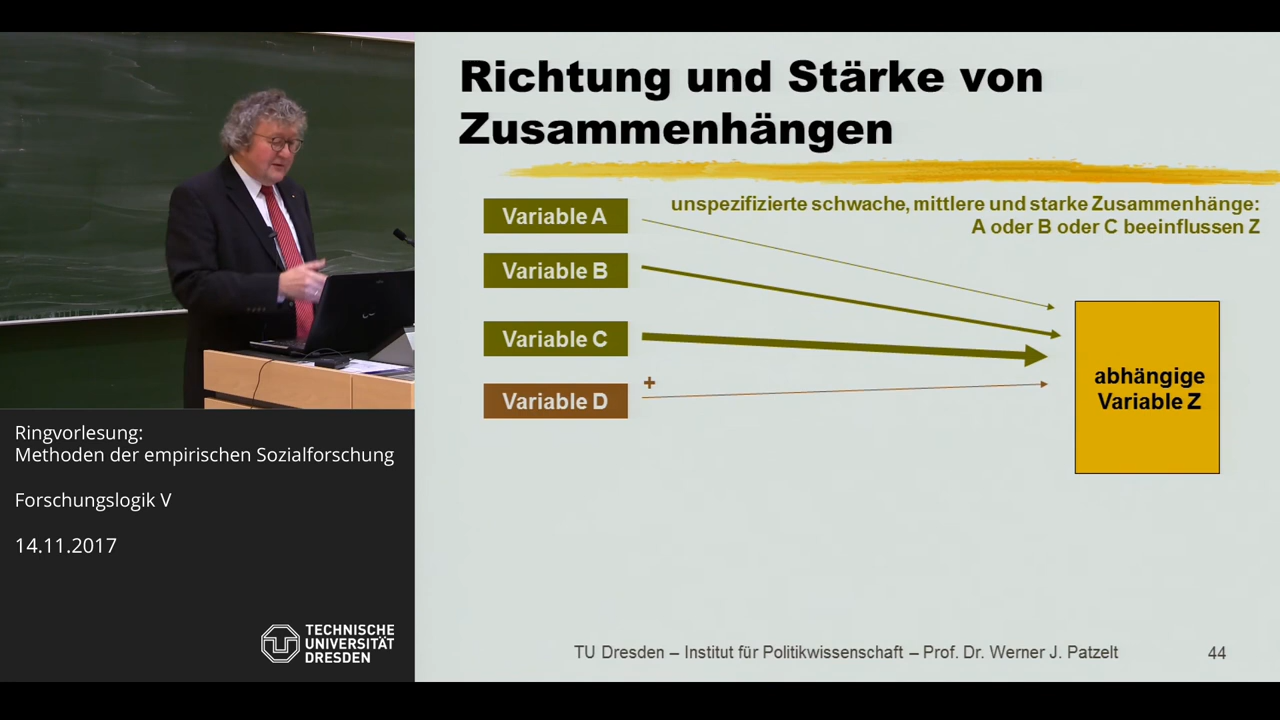 Richtung und Stärke von
Zusammenhängen
Variable A
unspezifizierte schwache, mittlere und starke Zusammenhänge:
A oder B oder C beeinflussen Z
Variable B
Variable C
+
Variable D
abhängige
Variable Z
Ringvorlesung:
Methoden der empirischen Sozialforschung
Forschungslogik V
14.11.2017
TECHNISCHE
UNIVERSITÄT
DRESDEN
TU Dresden – Institut für Politikwissenschaft – Prof. Dr. Werner J. Patzelt
44